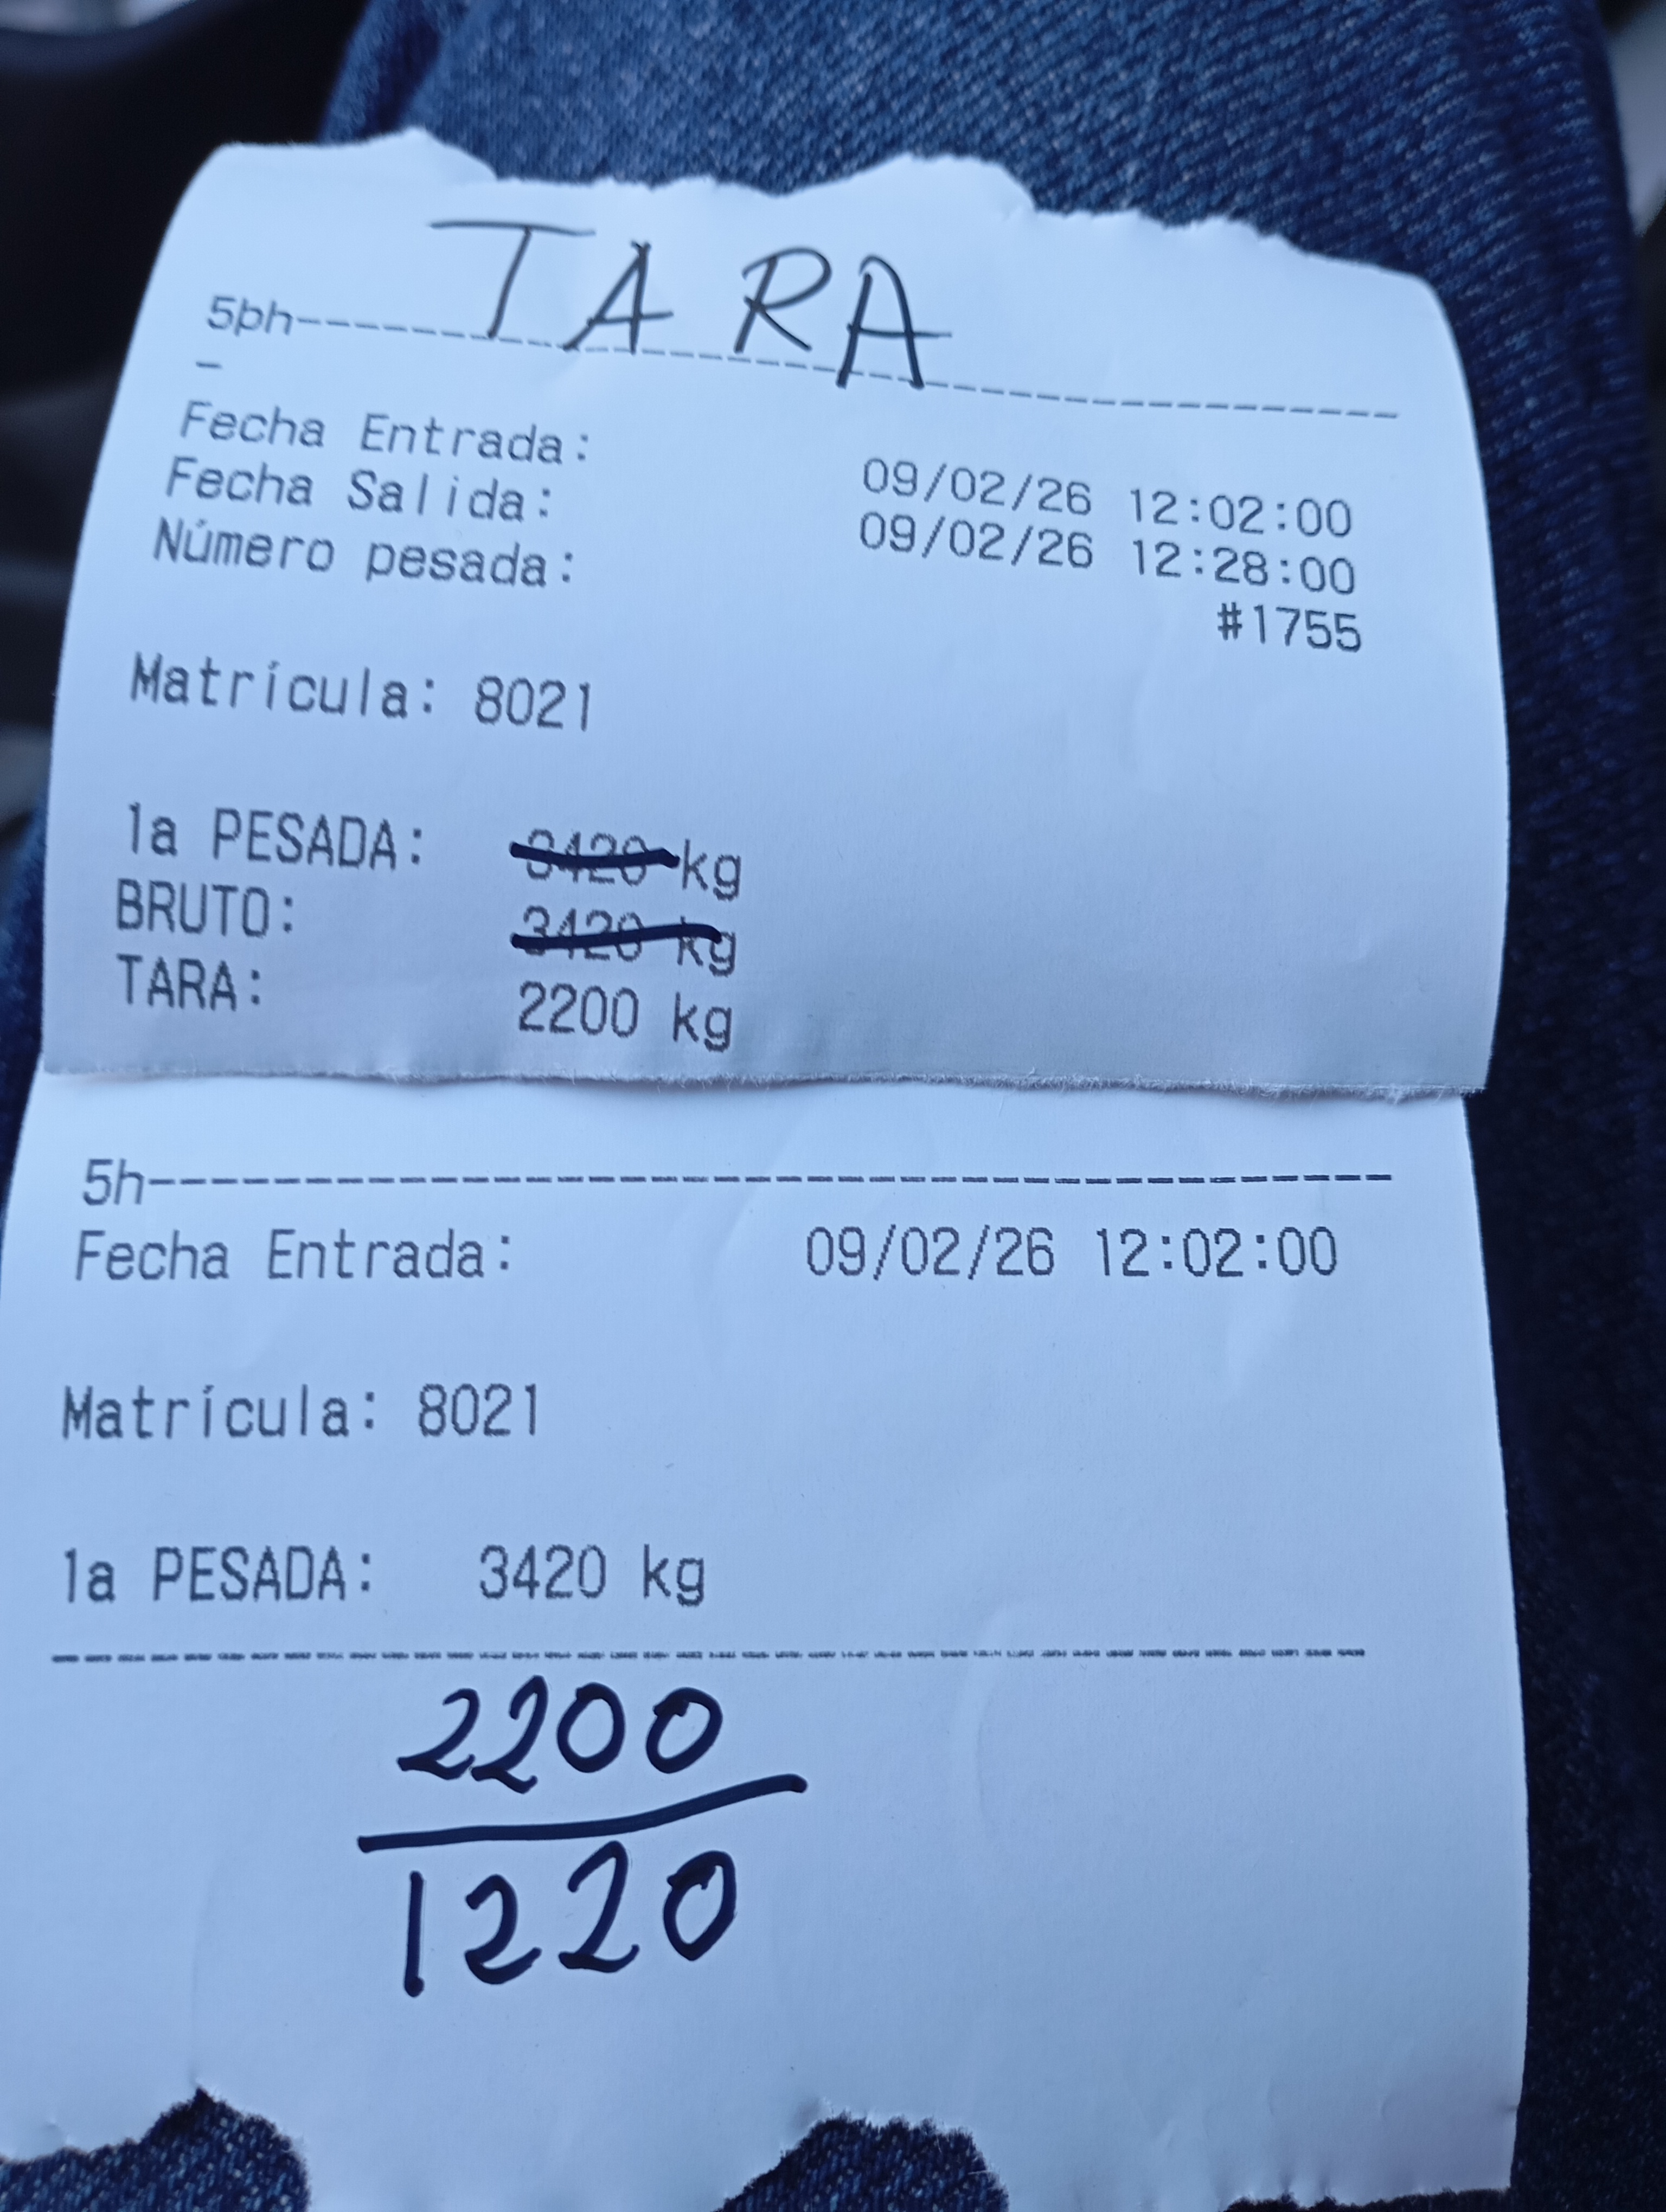 TARA
5ph----------------------------------------
-
Fecha Entrada: 09/02/26 12:02:00
Fecha Salida: 09/02/26 12:28:00
Número pesada: #1755
Matrícula: 8021
1a PESADA: 3420 kg
BRUTO: 3420 kg
TARA: 2200 kg
5h----------------------------------------
Fecha Entrada: 09/02/26 12:02:00
Matrícula: 8021
1a PESADA: 3420 kg
----------------------------------------
2200
1220